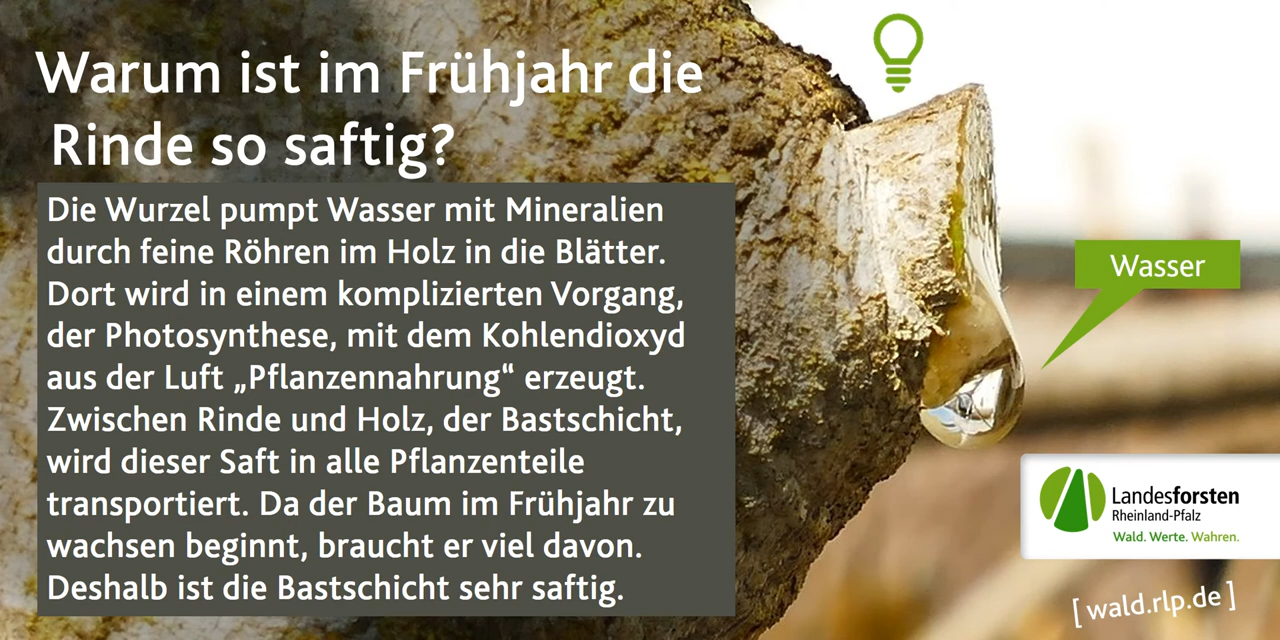 Warum ist im Frühjahr die
Rinde so saftig?
Die Wurzel pumpt Wasser mit Mineralien
durch feine Röhren im Holz in die Blätter.
Dort wird in einem komplizierten Vorgang,
der Photosynthese, mit dem Kohlendioxyd
aus der Luft „Pflanzennahrung“ erzeugt.
Zwischen Rinde und Holz, der Bastschicht,
wird dieser Saft in alle Pflanzenteile
transportiert. Da der Baum im Frühjahr zu
wachsen beginnt, braucht er viel davon.
Deshalb ist die Bastschicht sehr saftig.
Wasser
Landesforsten
Rheinland-Pfalz
Wald. Werte. Wahren.
[ wald.rlp.de ]